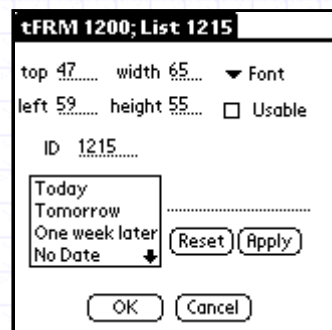 tFRM 1200; List 1215
top 47 width 65 Font
left 59 height 55 Usable
ID 1215
Today
Tomorrow
One week later
No Date
Reset Apply
OK Cancel